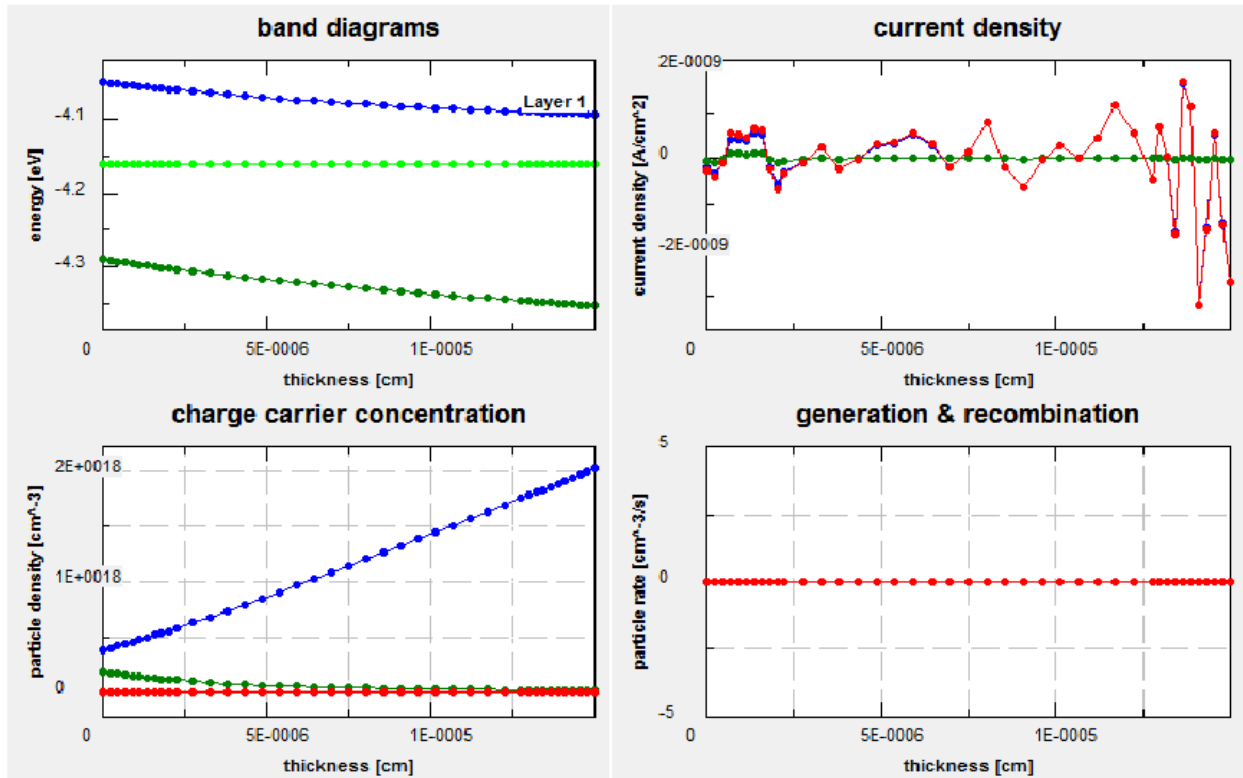 band diagrams
energy [eV]
-4.1
-4.2
-4.3
Layer 1
0
5E-0006
1E-0005
thickness [cm]
current density
current density [A/cm^2]
2E-0009
0
-2E-0009
0
5E-0006
1E-0005
thickness [cm]
charge carrier concentration
particle density [cm^-3]
2E+0018
1E+0018
0
0
5E-0006
1E-0005
thickness [cm]
generation & recombination
particle rate [cm^-3/s]
5
0
-5
0
5E-0006
1E-0005
thickness [cm]